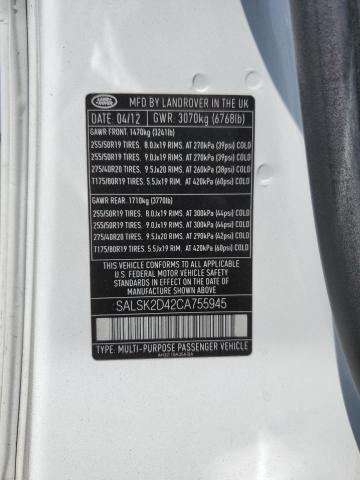 LAND ROVER
MFD BY LANDROVER IN THE UK
DATE 04/12 GWR: 3070kg (6768lb)
GAWR FRONT: 1470kg (3241lb)
255/50R19 TIRES. 8.0Jx19 RIMS. AT 270kPa (39psi) COLD
255/50R19 TIRES. 9.0Jx19 RIMS. AT 270kPa (39psi) COLD
275/40R20 TIRES. 9.5Jx20 RIMS. AT 260kPa (38psi) COLD
T175/80R19 TIRES. 5.5Jx19 RIMS. AT 420kPa (60psi) COLD
GAWR REAR: 1710kg (3770lb)
255/50R19 TIRES. 8.0Jx19 RIMS. AT 300kPa (44psi) COLD
255/50R19 TIRES. 9.0Jx19 RIMS. AT 300kPa (44psi) COLD
275/40R20 TIRES. 9.5Jx20 RIMS. AT 290kPa (42psi) COLD
T175/80R19 TIRES. 5.5Jx19 RIMS. AT 420kPa (60psi) COLD
THIS VEHICLE CONFORMS TO ALL APPLICABLE
U.S. FEDERAL MOTOR VEHICLE SAFETY STANDARDS
IN EFFECT ON THE DATE OF
MANUFACTURE SHOWN ABOVE.
SALSK2D42CA755945
TYPE: MULTI-PURPOSE PASSENGER VEHICLE